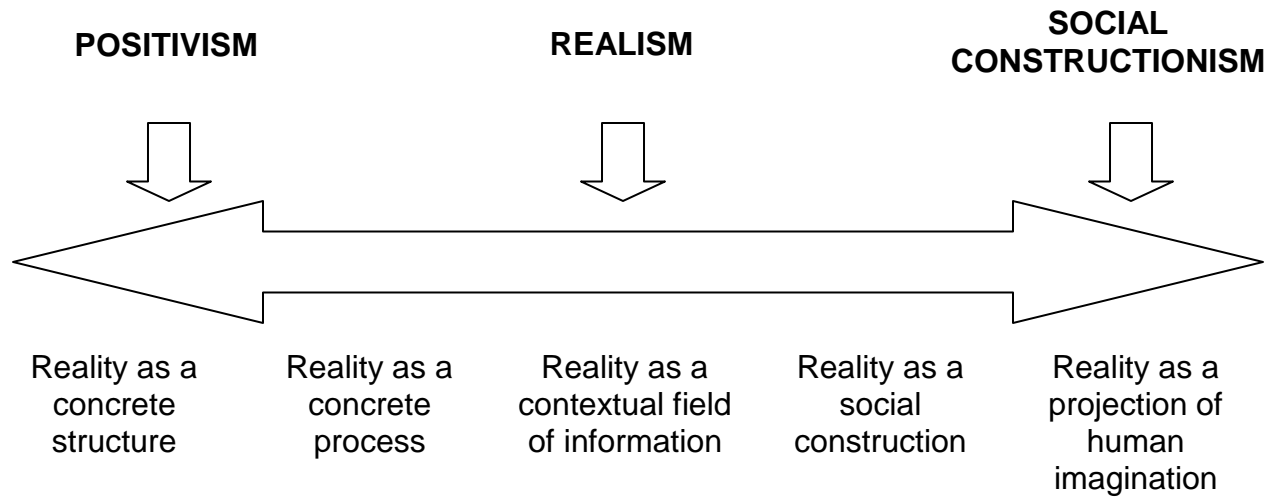 POSITIVISM
REALISM
SOCIAL
CONSTRUCTIONISM
Reality as a
concrete
structure
Reality as a
concrete
process
Reality as a
contextual field
of information
Reality as a
social
construction
Reality as a
projection of
human
imagination